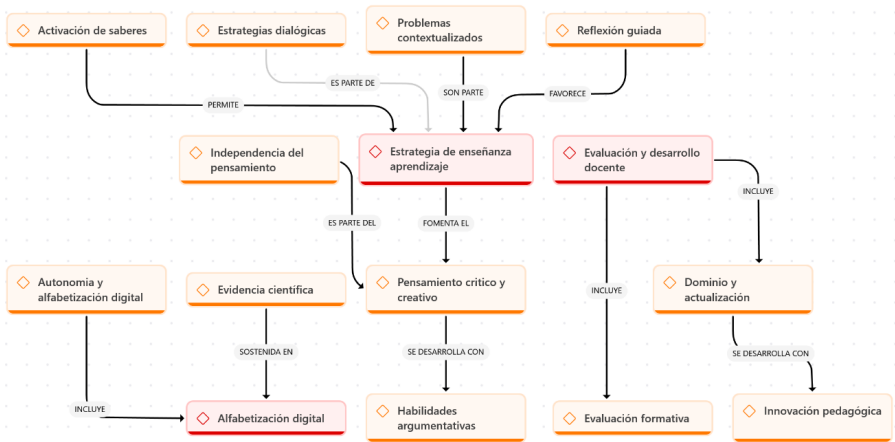 Activación de saberes
Estrategias dialógicas
Problemas
contextualizados
Reflexión guiada
ES PARTE DE
SON PARTE
FAVORECE
PERMITE
Independencia del
pensamiento
Estrategia de enseñanza
aprendizaje
Evaluación y desarrollo
docente
INCLUYE
ES PARTE DEL
FOMENTA EL
Autonomia y
alfabetización digital
Evidencia científica
Pensamiento critico y
creativo
INCLUYE
Dominio y
actualización
SOSTENIDA EN
SE DESARROLLA CON
SE DESARROLLA CON
INCLUYE
Alfabetización digital
Habilidades
argumentativas
Evaluación formativa
Innovación pedagógica